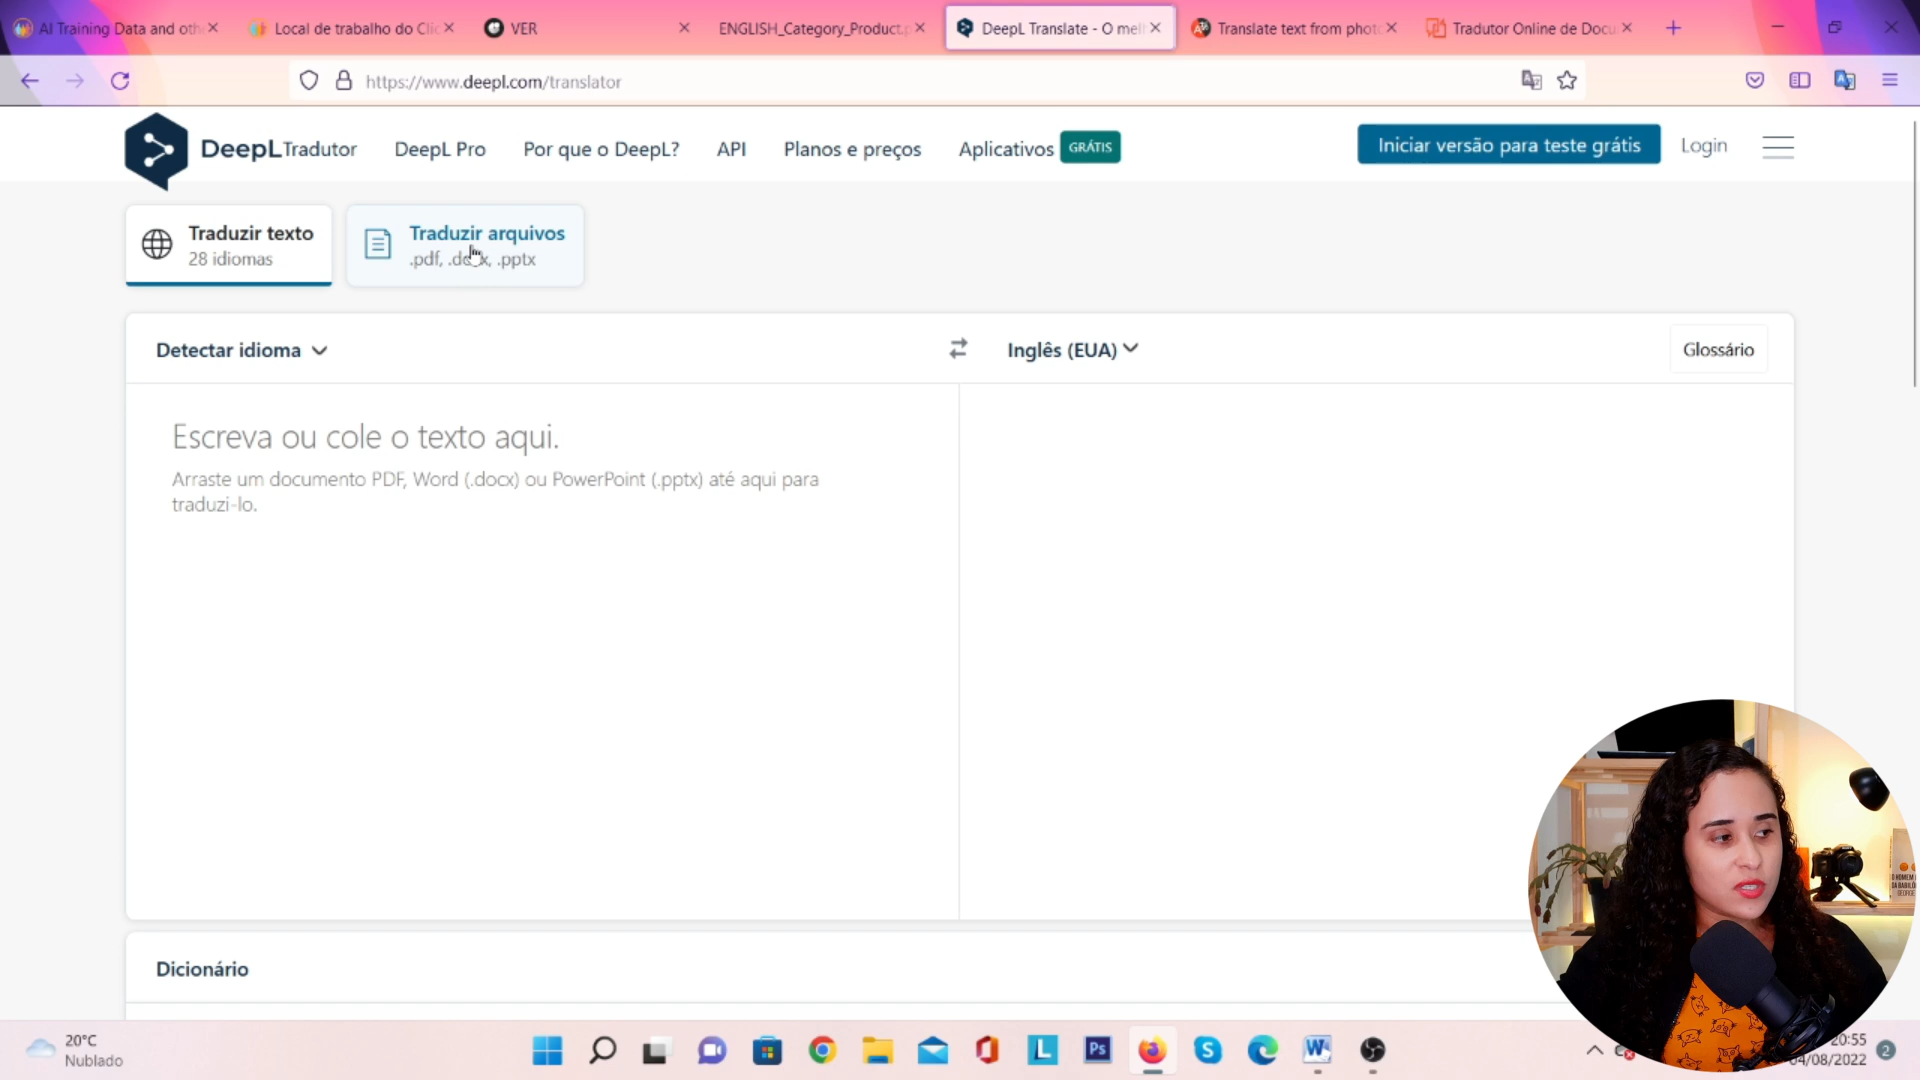 AI Training Data and oth
Local de trabalho do Clic
VER
ENGLISH_Category_Product.p
DeepL Translate - O mel
Translate text from photo
Tradutor Online de Docu
https://www.deepl.com/translator
DeepL Tradutor
DeepL Pro
Por que o DeepL?
API
Planos e preços
Aplicativos
GRÁTIS
Iniciar versão para teste grátis
Login
Traduzir texto
28 idiomas
Traduzir arquivos
.pdf, .docx, .pptx
Detectar idioma
Inglês (EUA)
Glossário
Escreva ou cole o texto aqui.
Arraste um documento PDF, Word (.docx) ou PowerPoint (.pptx) até aqui para
traduzi-lo.
Dicionário
20°C
Nublado
L
Ps
S
W
20:55
04/08/2022
2